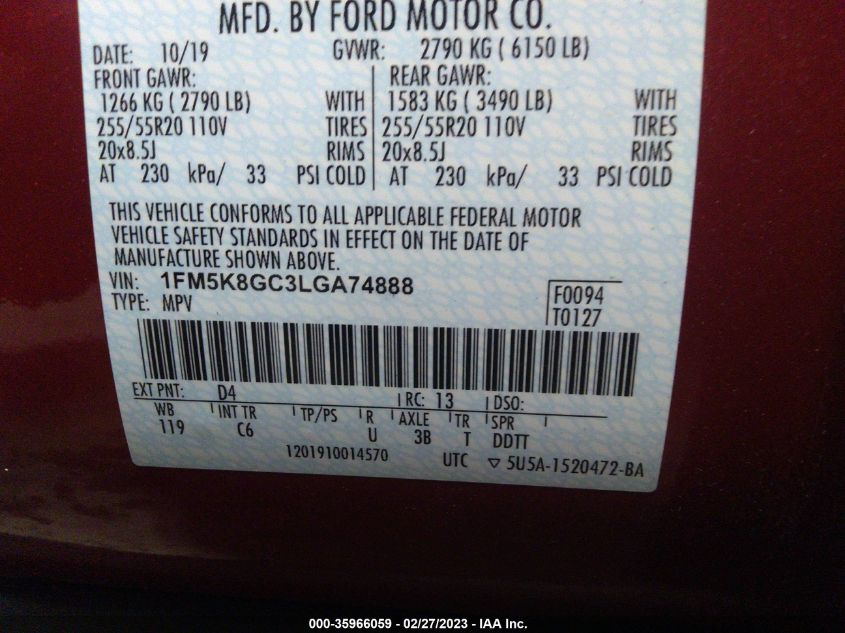 MFD. BY FORD MOTOR CO.
DATE: 10/19 GVWR: 2790 KG ( 6150 LB)
FRONT GAWR: REAR GAWR:
1266 KG ( 2790 LB) WITH 1583 KG ( 3490 LB) WITH
255/55R20 110V TIRES 255/55R20 110V TIRES
20x8.5J RIMS 20x8.5J RIMS
AT 230 kPa/ 33 PSI COLD AT 230 kPa/ 33 PSI COLD
THIS VEHICLE CONFORMS TO ALL APPLICABLE FEDERAL MOTOR
VEHICLE SAFETY STANDARDS IN EFFECT ON THE DATE OF
MANUFACTURE SHOWN ABOVE.
VIN: 1FM5K8GC3LGA74888
TYPE: MPV
F0094
T0127
EXT PNT: D4 RC: 13 DSO:
WB INT TR TP/PS R AXLE TR SPR
119 C6 U 3B T DDTT
1201910014570 UTC ▽ 5U5A-1520472-BA
000-35966059 - 02/27/2023 - IAA Inc.